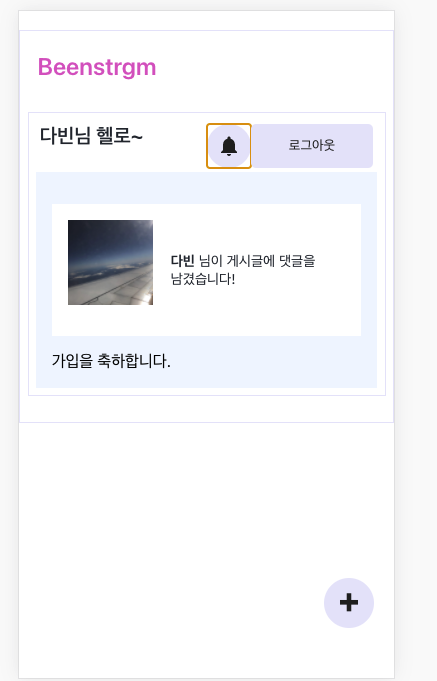 Beenstrgm
다빈님 헬로~
로그아웃
다빈 님이 게시글에 댓글을
남겼습니다!
가입을 축하합니다.